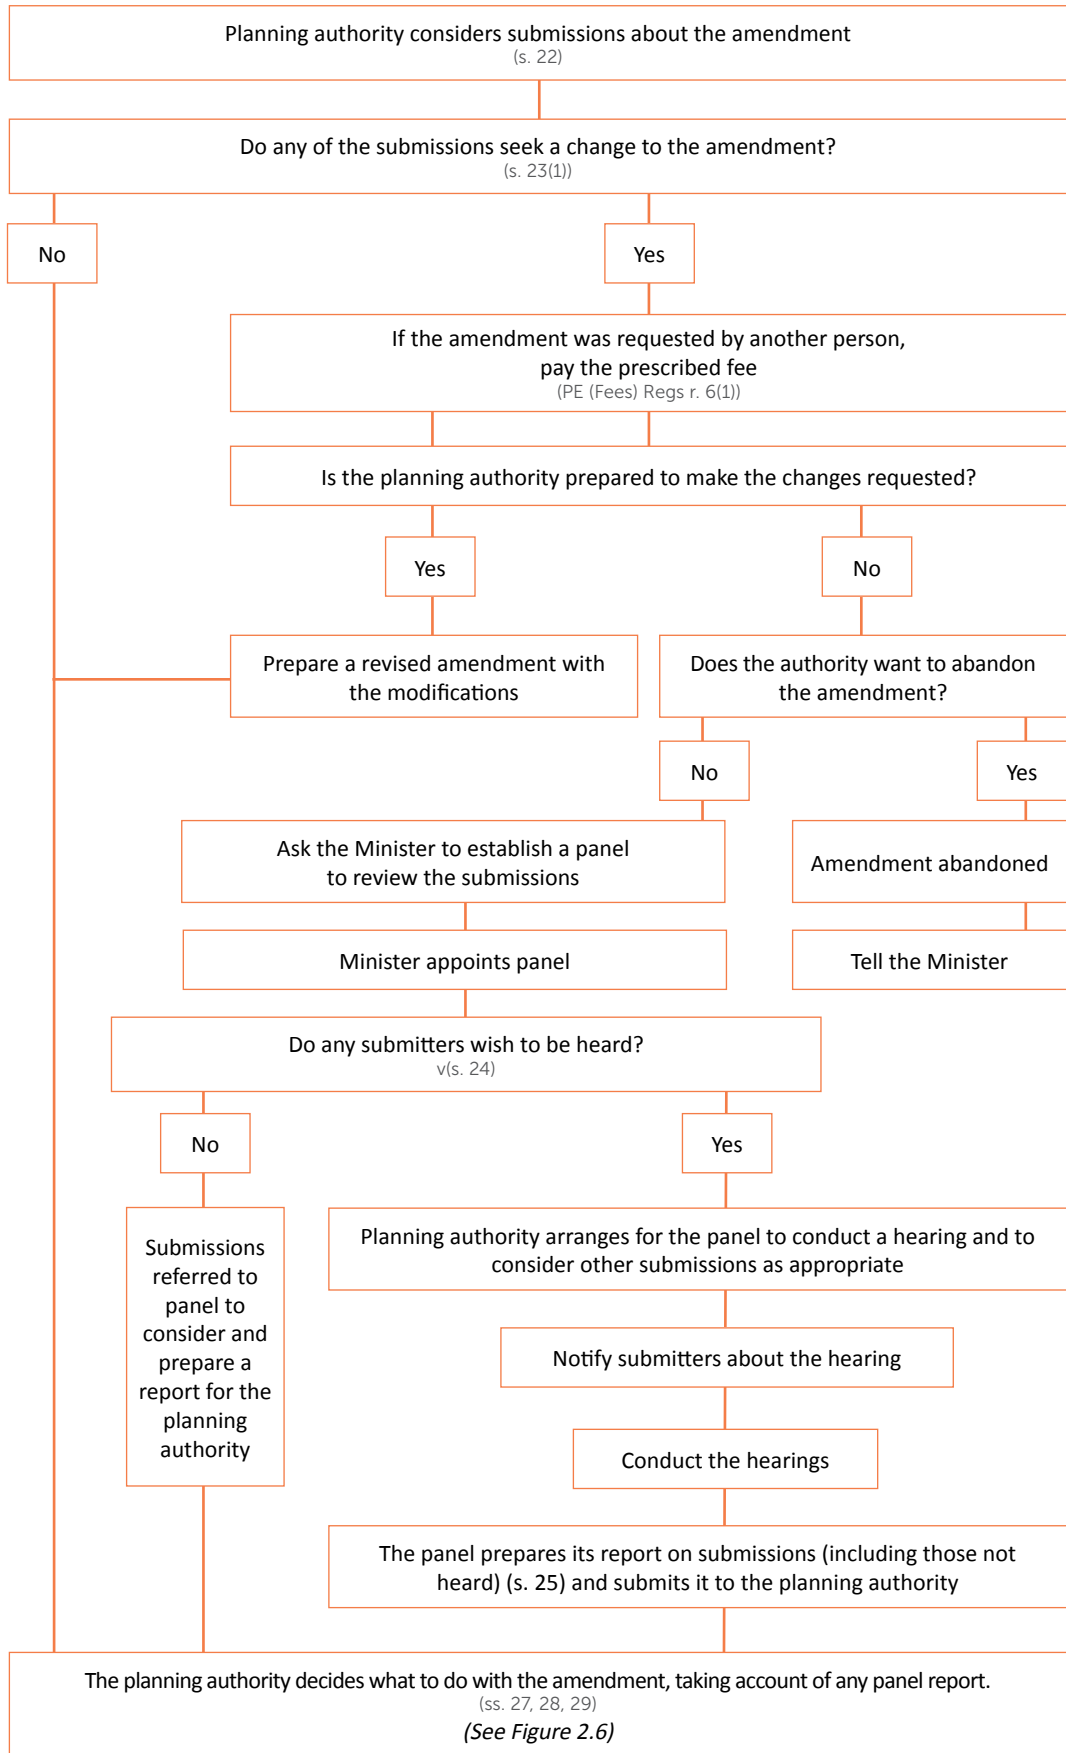 Planning authority considers submissions about the amendment
(s. 22)
Do any of the submissions seek a change to the amendment?
(s. 23(1))
No
Yes
If the amendment was requested by another person,
pay the prescribed fee
(PE (Fees) Regs r. 6(1))
Is the planning authority prepared to make the changes requested?
Yes
No
Prepare a revised amendment with
the modifications
Does the authority want to abandon
the amendment?
No
Yes
Ask the Minister to establish a panel
to review the submissions
Amendment abandoned
Minister appoints panel
Tell the Minister
Do any submitters wish to be heard?
v(s. 24)
No
Yes
Submissions
referred to
panel to
consider and
prepare a
report for the
planning
authority
Planning authority arranges for the panel to conduct a hearing and to
consider other submissions as appropriate
Notify submitters about the hearing
Conduct the hearings
The panel prepares its report on submissions (including those not
heard) (s. 25) and submits it to the planning authority
The planning authority decides what to do with the amendment, taking account of any panel report.
(ss. 27, 28, 29)
(See Figure 2.6)